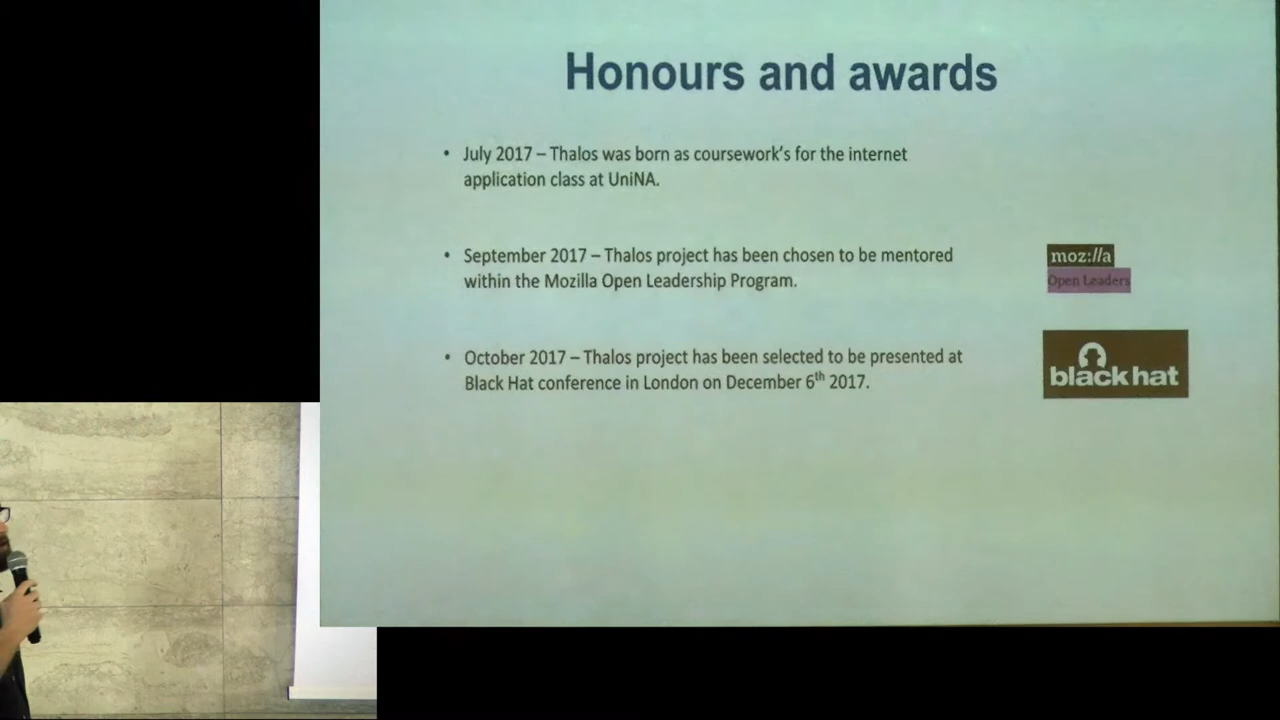 Honours and awards
• July 2017 – Thalos was born as coursework's for the internet
application class at UniNA.
• September 2017 – Thalos project has been chosen to be mentored
within the Mozilla Open Leadership Program.
moz://a
Open Leaders
• October 2017 – Thalos project has been selected to be presented at
Black Hat conference in London on December 6th 2017.
black hat